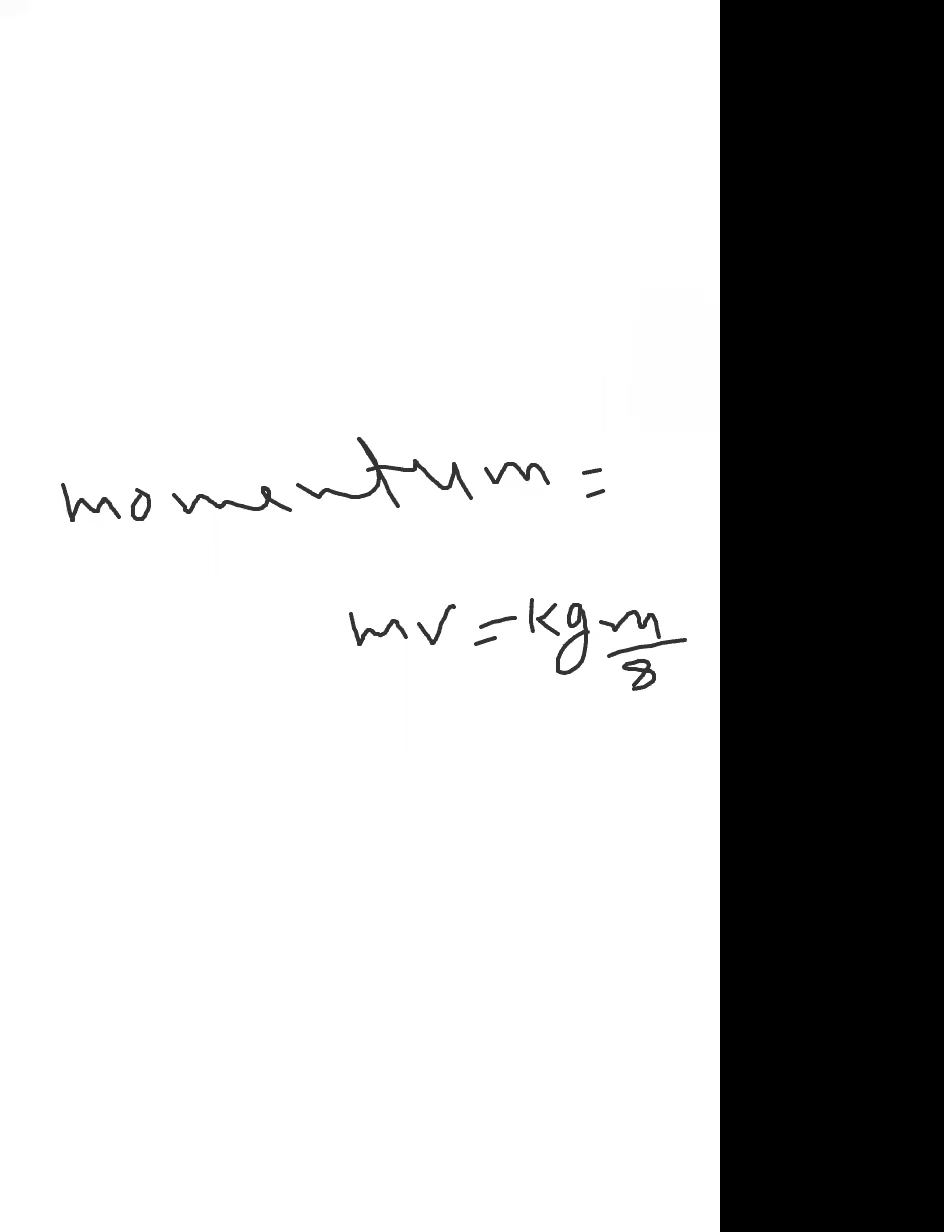 momentum =
mv = kg m/s